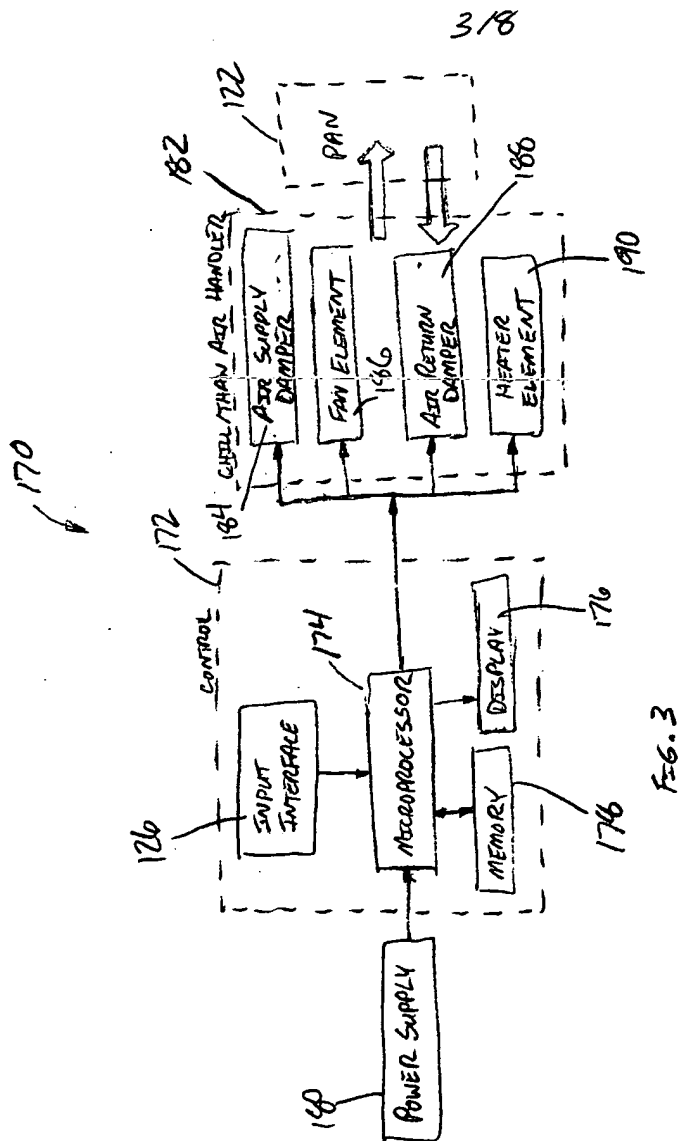 3/8
170
172
CONTROL
126
INPUT
INTERFACE
174
MICROPROCESSOR
180
POWER SUPPLY
MEMORY
178
DISPLAY
176
CHILL/THAW AIR HANDLER
182
184
AIR SUPPLY
DAMPER
FAN ELEMENT
186
AIR RETURN
DAMPER
188
HEATER
ELEMENT
190
122
PAN
FIG. 3